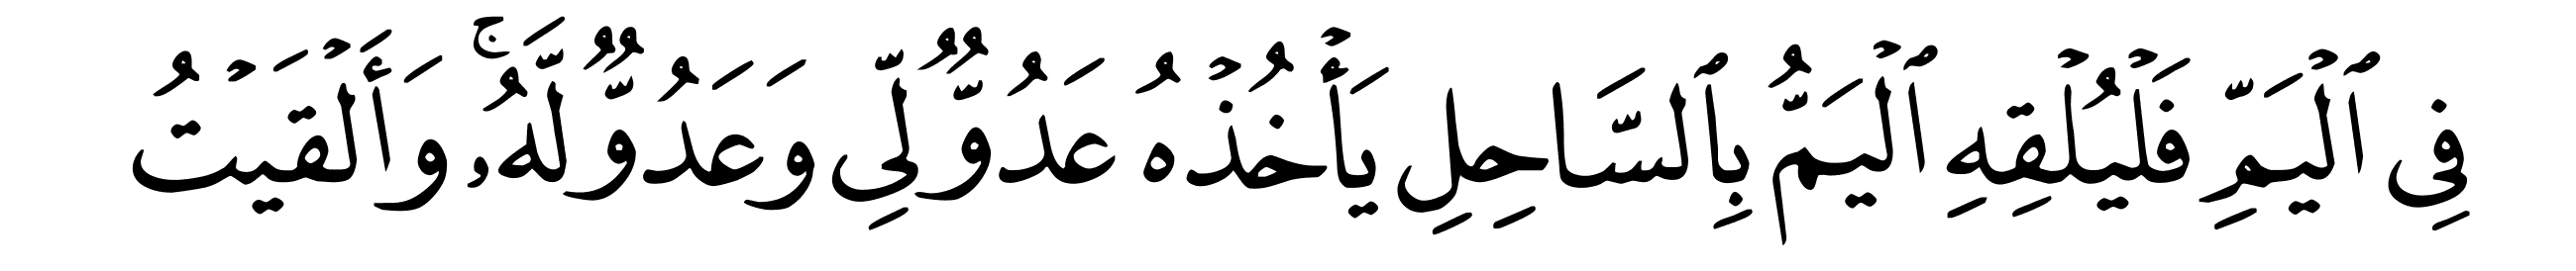 فِى ٱلْيَمِّ فَلْيُلْقِهِ ٱلْيَمُّ بِٱلسَّاحِلِ يَأْخُذْهُ عَدُوٌّ لِّى وَعَدُوٌّ لَّهُۥ ۚ وَأَلْقَيْتُ